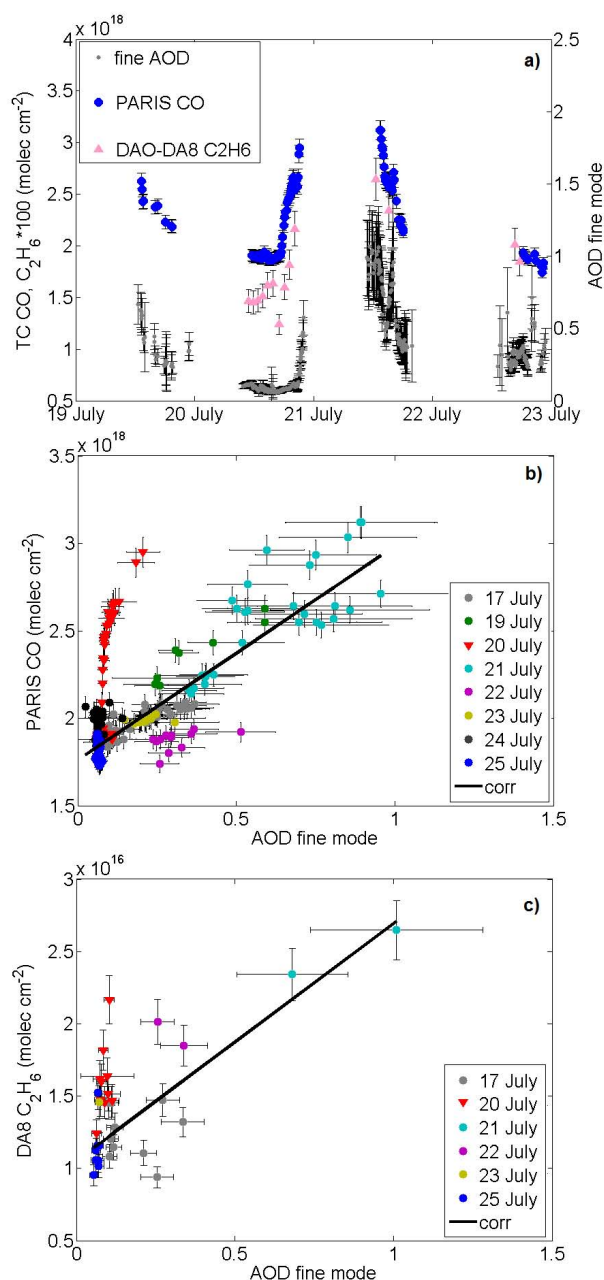 x 10^18
4
2.5
a)
fine AOD
3.5
PARIS CO
2
DAO-DA8 C2H6
3
TC CO, C_2H_6*100 (molec cm^-2)
1.5
2.5
AOD fine mode
2
1
1.5
0.5
1
0.5
0
19 July
20 July
21 July
22 July
23 July
x 10^18
3.5
b)
3
17 July
19 July
20 July
PARIS CO (molec cm^-2)
2.5
21 July
22 July
23 July
2
24 July
25 July
corr
1.5
0
0.5
1
1.5
AOD fine mode
x 10^16
3
c)
2.5
DA8 C_2H_6 (molec cm^-2)
2
17 July
20 July
1.5
21 July
22 July
23 July
1
25 July
corr
0.5
0
0.5
1
1.5
AOD fine mode